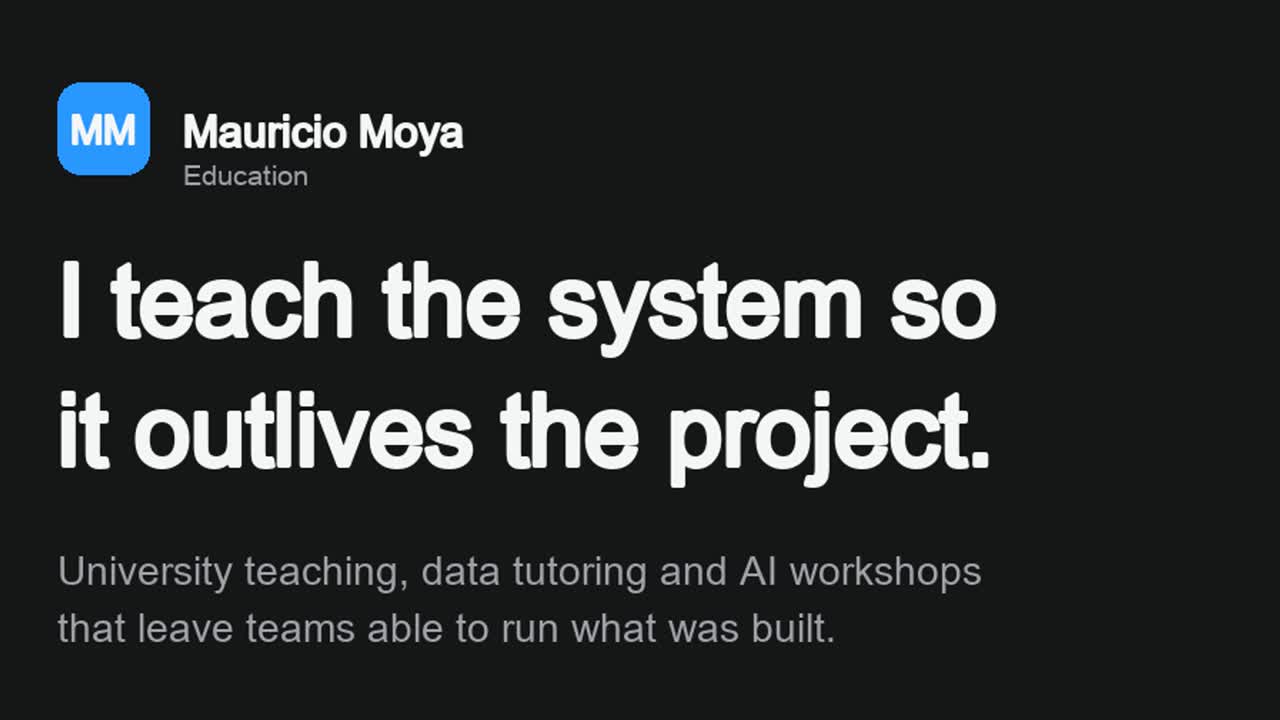 MM
Mauricio Moya
Education
I teach the system so
it outlives the project.
University teaching, data tutoring and AI workshops
that leave teams able to run what was built.